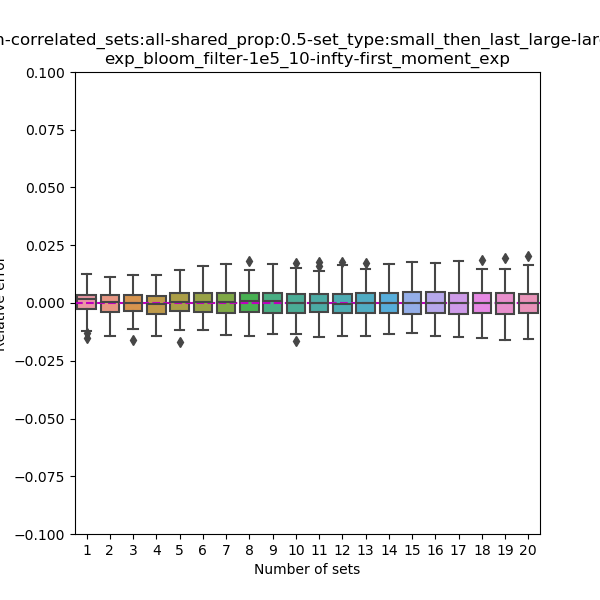 -correlated_sets:all-shared_prop:0.5-set_type:small_then_last_large-lar
exp_bloom_filter-1e5_10-infty-first_moment_exp
0.100
0.075
0.050
0.025
0.000
−0.025
−0.050
−0.075
−0.100
Relative error
1 2 3 4 5 6 7 8 9 10 11 12 13 14 15 16 17 18 19 20
Number of sets